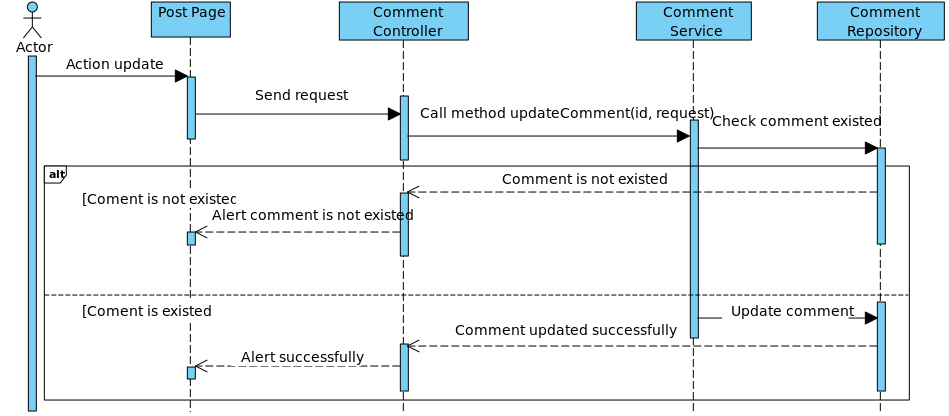 Post Page
Comment
Controller
Comment
Service
Comment
Repository
Actor
Action update
Send request
Call method updateComment(id, request)
Check comment existed
alt
Comment is not existed
[Coment is not existed
Alert comment is not existed
[Coment is existed
Update comment
Comment updated successfully
Alert successfully